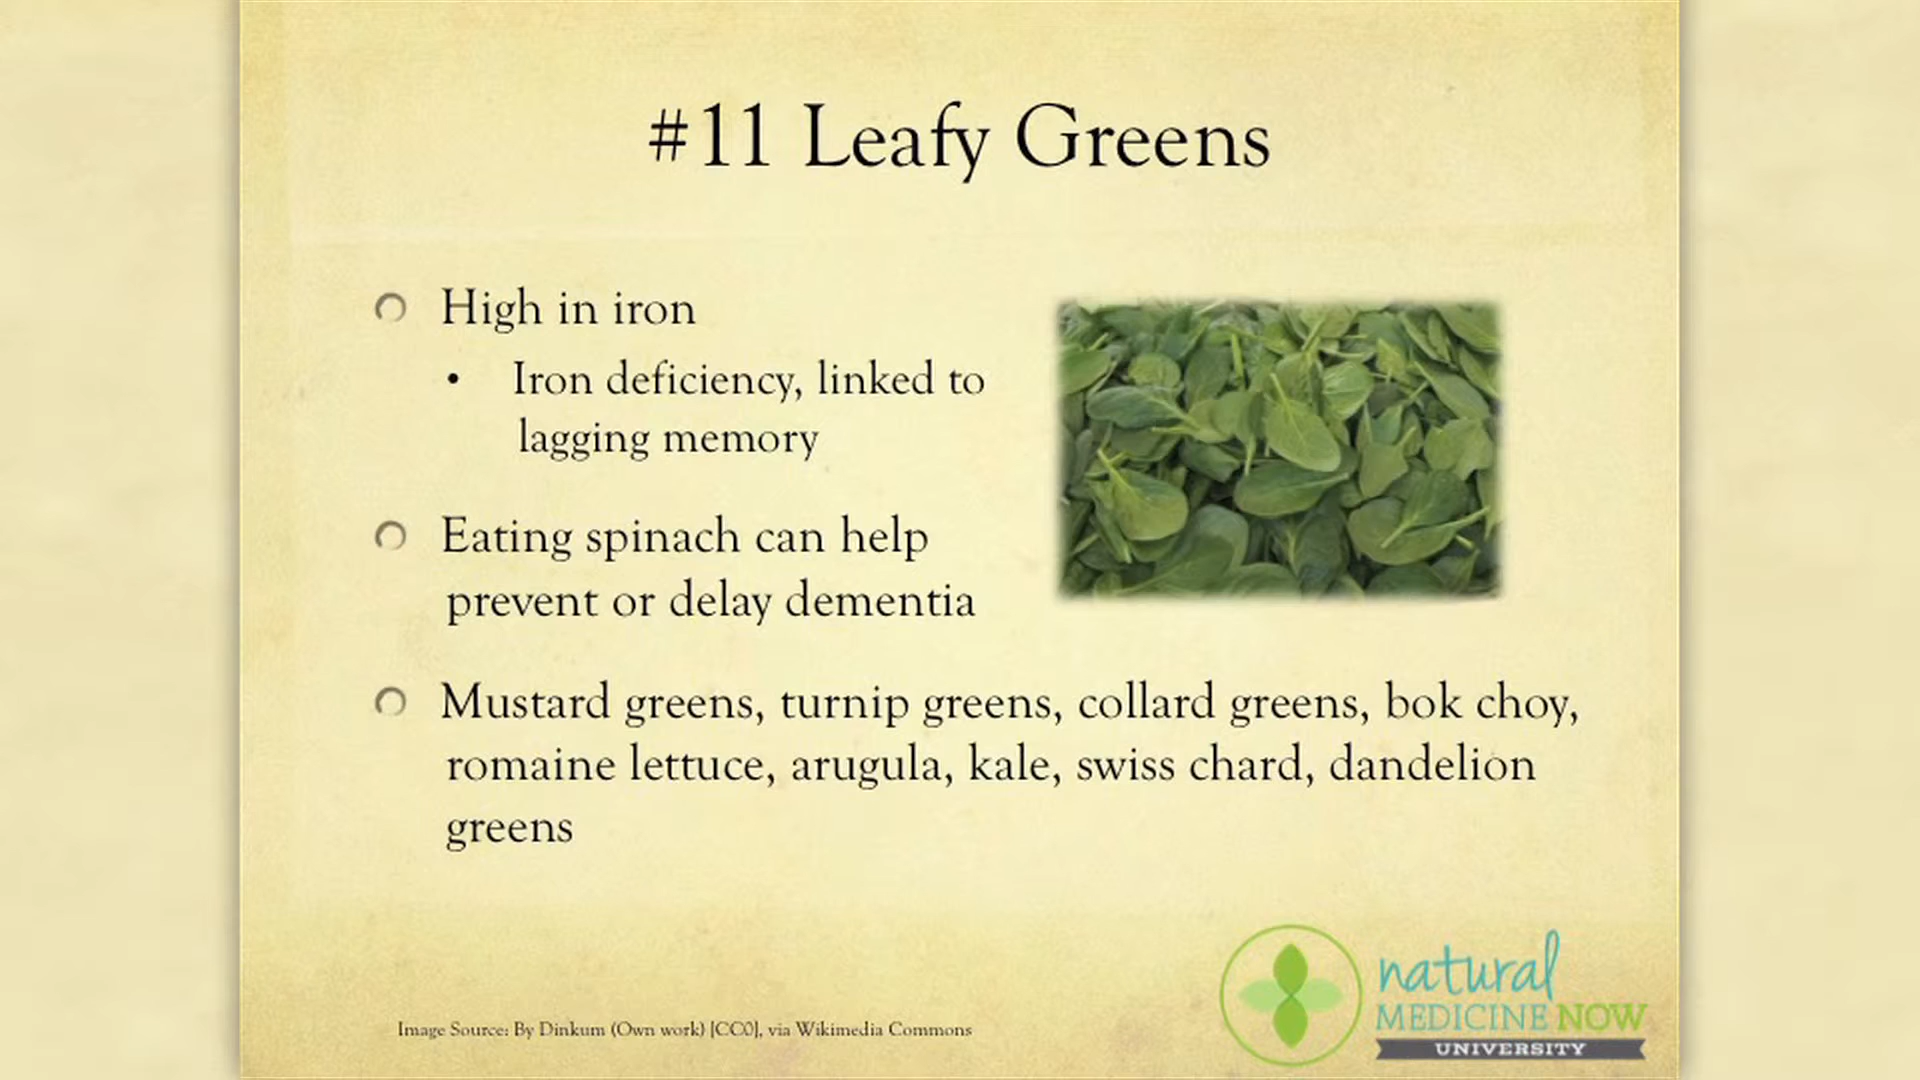 #11 Leafy Greens
High in iron
• Iron deficiency, linked to
lagging memory
Eating spinach can help
prevent or delay dementia
Mustard greens, turnip greens, collard greens, bok choy,
romaine lettuce, arugula, kale, swiss chard, dandelion
greens
Image Source: By Dinkum (Own work) [CC0], via Wikimedia Commons
natural
MEDICINE NOW
UNIVERSITY